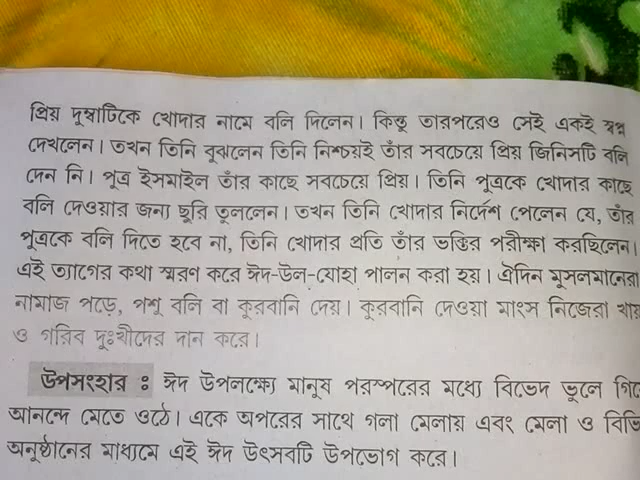 প্রিয় দুম্বাটিকে খোদার নামে বলি দিলেন। কিন্তু তারপরেও সেই একই স্বপ্ন
দেখলেন। তখন তিনি বুঝলেন তিনি নিশ্চয়ই তাঁর সবচেয়ে প্রিয় জিনিসটি বলি
দেন নি। পুত্র ইসমাইল তাঁর কাছে সবচেয়ে প্রিয়। তিনি পুত্রকে খোদার কাছে
বলি দেওয়ার জন্য ছুরি তুললেন। তখন তিনি খোদার নির্দেশ পেলেন যে, তাঁর
পুত্রকে বলি দিতে হবে না, তিনি খোদার প্রতি তাঁর ভক্তির পরীক্ষা করছিলেন।
এই ত্যাগের কথা স্মরণ করে ঈদ-উল-যোহা পালন করা হয়। ঐদিন মুসলমানেরা
নামাজ পড়ে, পশু বলি বা কুরবানি দেয়। কুরবানি দেওয়া মাংস নিজেরা খায়
ও গরিব দুঃখীদের দান করে।
উপসংহার : ঈদ উপলক্ষ্যে মানুষ পরস্পরের মধ্যে বিভেদ ভুলে গি
আনন্দে মেতে ওঠে। একে অপরের সাথে গলা মেলায় এবং মেলা ও বিভি
অনুষ্ঠানের মাধ্যমে এই ঈদ উৎসবটি উপভোগ করে।